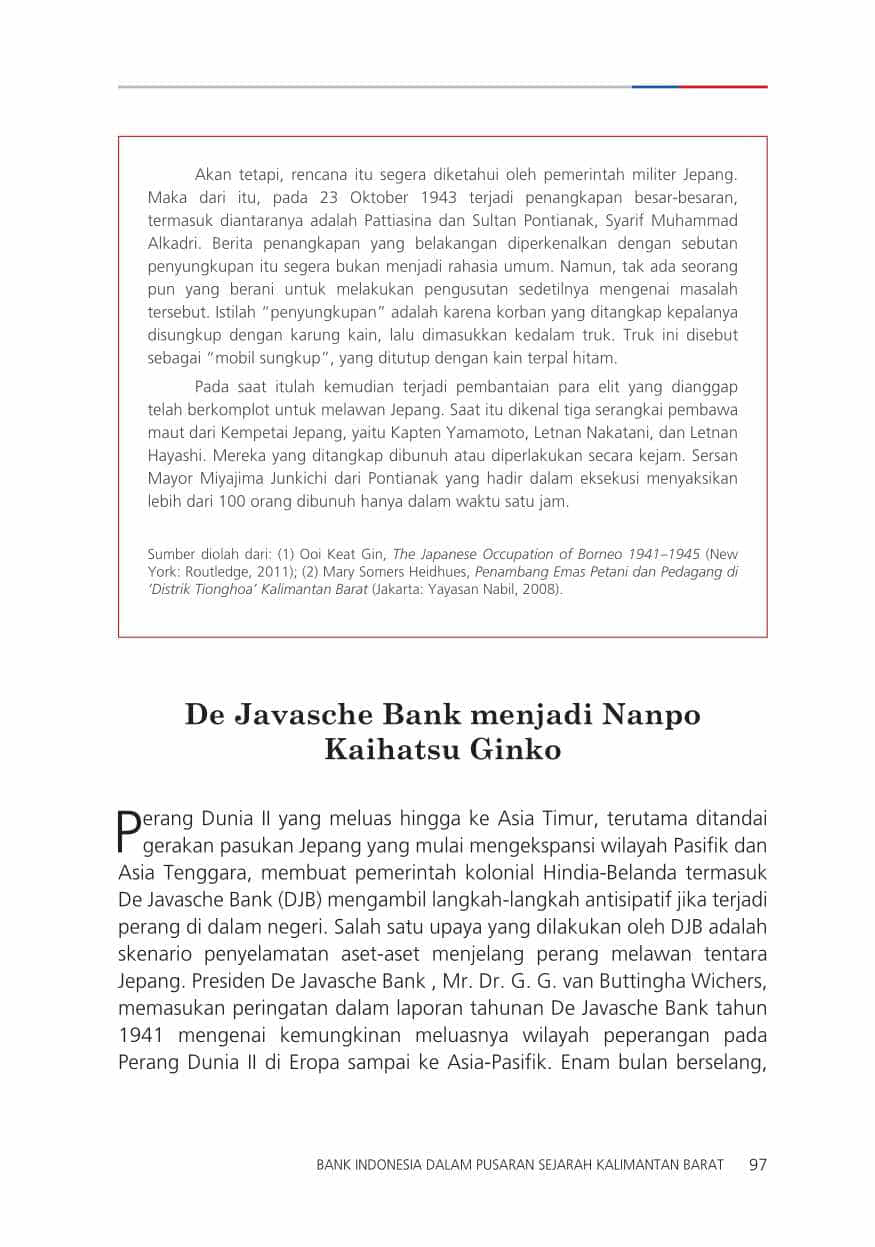 Akan tetapi, rencana itu segera diketahui oleh pemerintah militer Jepang.
Maka dari itu, pada 23 Oktober 1943 terjadi penangkapan besar-besaran,
termasuk diantaranya adalah Pattiasina dan Sultan Pontianak, Syarif Muhammad
Alkadri. Berita penangkapan yang belakangan diperkenalkan dengan sebutan
penyungkupan itu segera bukan menjadi rahasia umum. Namun, tak ada seorang
pun yang berani untuk melakukan pengusutan sedetilnya mengenai masalah
tersebut. Istilah “penyungkupan” adalah karena korban yang ditangkap kepalanya
disungkup dengan karung kain, lalu dimasukkan kedalam truk. Truk ini disebut
sebagai “mobil sungkup”, yang ditutup dengan kain terpal hitam.
Pada saat itulah kemudian terjadi pembantaian para elit yang dianggap
telah berkomplot untuk melawan Jepang. Saat itu dikenal tiga serangkai pembawa
maut dari Kempetai Jepang, yaitu Kapten Yamamoto, Letnan Nakatani, dan Letnan
Hayashi. Mereka yang ditangkap dibunuh atau diperlakukan secara kejam. Sersan
Mayor Miyajima Junkichi dari Pontianak yang hadir dalam eksekusi menyaksikan
lebih dari 100 orang dibunuh hanya dalam waktu satu jam.
Sumber diolah dari: (1) Ooi Keat Gin, The Japanese Occupation of Borneo 1941–1945 (New
York: Routledge, 2011); (2) Mary Somers Heidhues, Penambang Emas Petani dan Pedagang di
‘Distrik Tionghoa’ Kalimantan Barat (Jakarta: Yayasan Nabil, 2008).
De Javasche Bank menjadi Nanpo
Kaihatsu Ginko
Perang Dunia II yang meluas hingga ke Asia Timur, terutama ditandai
gerakan pasukan Jepang yang mulai mengekspansi wilayah Pasifik dan
Asia Tenggara, membuat pemerintah kolonial Hindia-Belanda termasuk
De Javasche Bank (DJB) mengambil langkah-langkah antisipatif jika terjadi
perang di dalam negeri. Salah satu upaya yang dilakukan oleh DJB adalah
skenario penyelamatan aset-aset menjelang perang melawan tentara
Jepang. Presiden De Javasche Bank , Mr. Dr. G. G. van Buttingha Wichers,
memasukan peringatan dalam laporan tahunan De Javasche Bank tahun
1941 mengenai kemungkinan meluasnya wilayah peperangan pada
Perang Dunia II di Eropa sampai ke Asia-Pasifik. Enam bulan berselang,
BANK INDONESIA DALAM PUSARAN SEJARAH KALIMANTAN BARAT 97